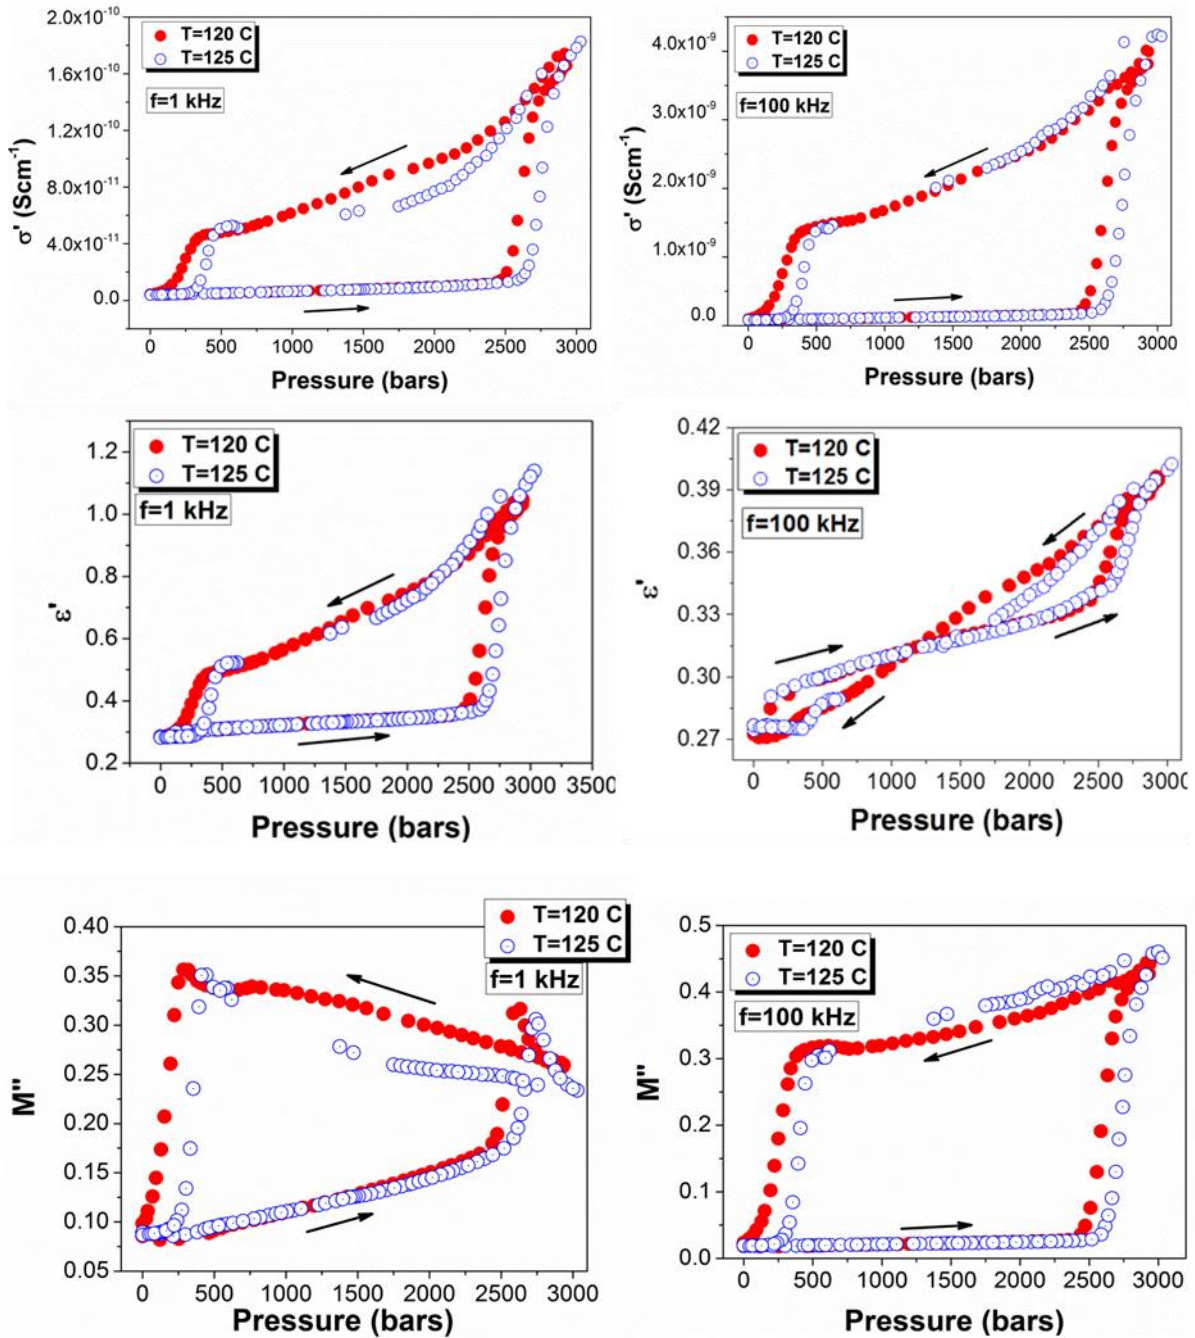 2.0x10⁻¹⁰
T=120 C
T=125 C
1.6x10⁻¹⁰
f=1 kHz
1.2x10⁻¹⁰
8.0x10⁻¹¹
4.0x10⁻¹¹
0.0
σ' (Scm⁻¹)
0 500 1000 1500 2000 2500 3000
Pressure (bars)
T=120 C
T=125 C
4.0x10⁻⁹
f=100 kHz
3.0x10⁻⁹
2.0x10⁻⁹
1.0x10⁻⁹
0.0
σ' (Scm⁻¹)
0 500 1000 1500 2000 2500 3000
Pressure (bars)
T=120 C
T=125 C
f=1 kHz
1.2
1.0
0.8
0.6
0.4
0.2
ε'
0 500 1000 1500 2000 2500 3000 3500
Pressure (bars)
0.42
T=120 C
T=125 C
0.39
f=100 kHz
0.36
0.33
0.30
0.27
ε'
0 500 1000 1500 2000 2500 3000
Pressure (bars)
T=120 C
T=125 C
f=1 kHz
0.40
0.35
0.30
0.25
0.20
0.15
0.10
0.05
M''
0 500 1000 1500 2000 2500 3000
Pressure (bars)
0.5
T=120 C
T=125 C
0.4
f=100 kHz
0.3
0.2
0.1
0.0
M''
0 500 1000 1500 2000 2500 3000
Pressure (bars)